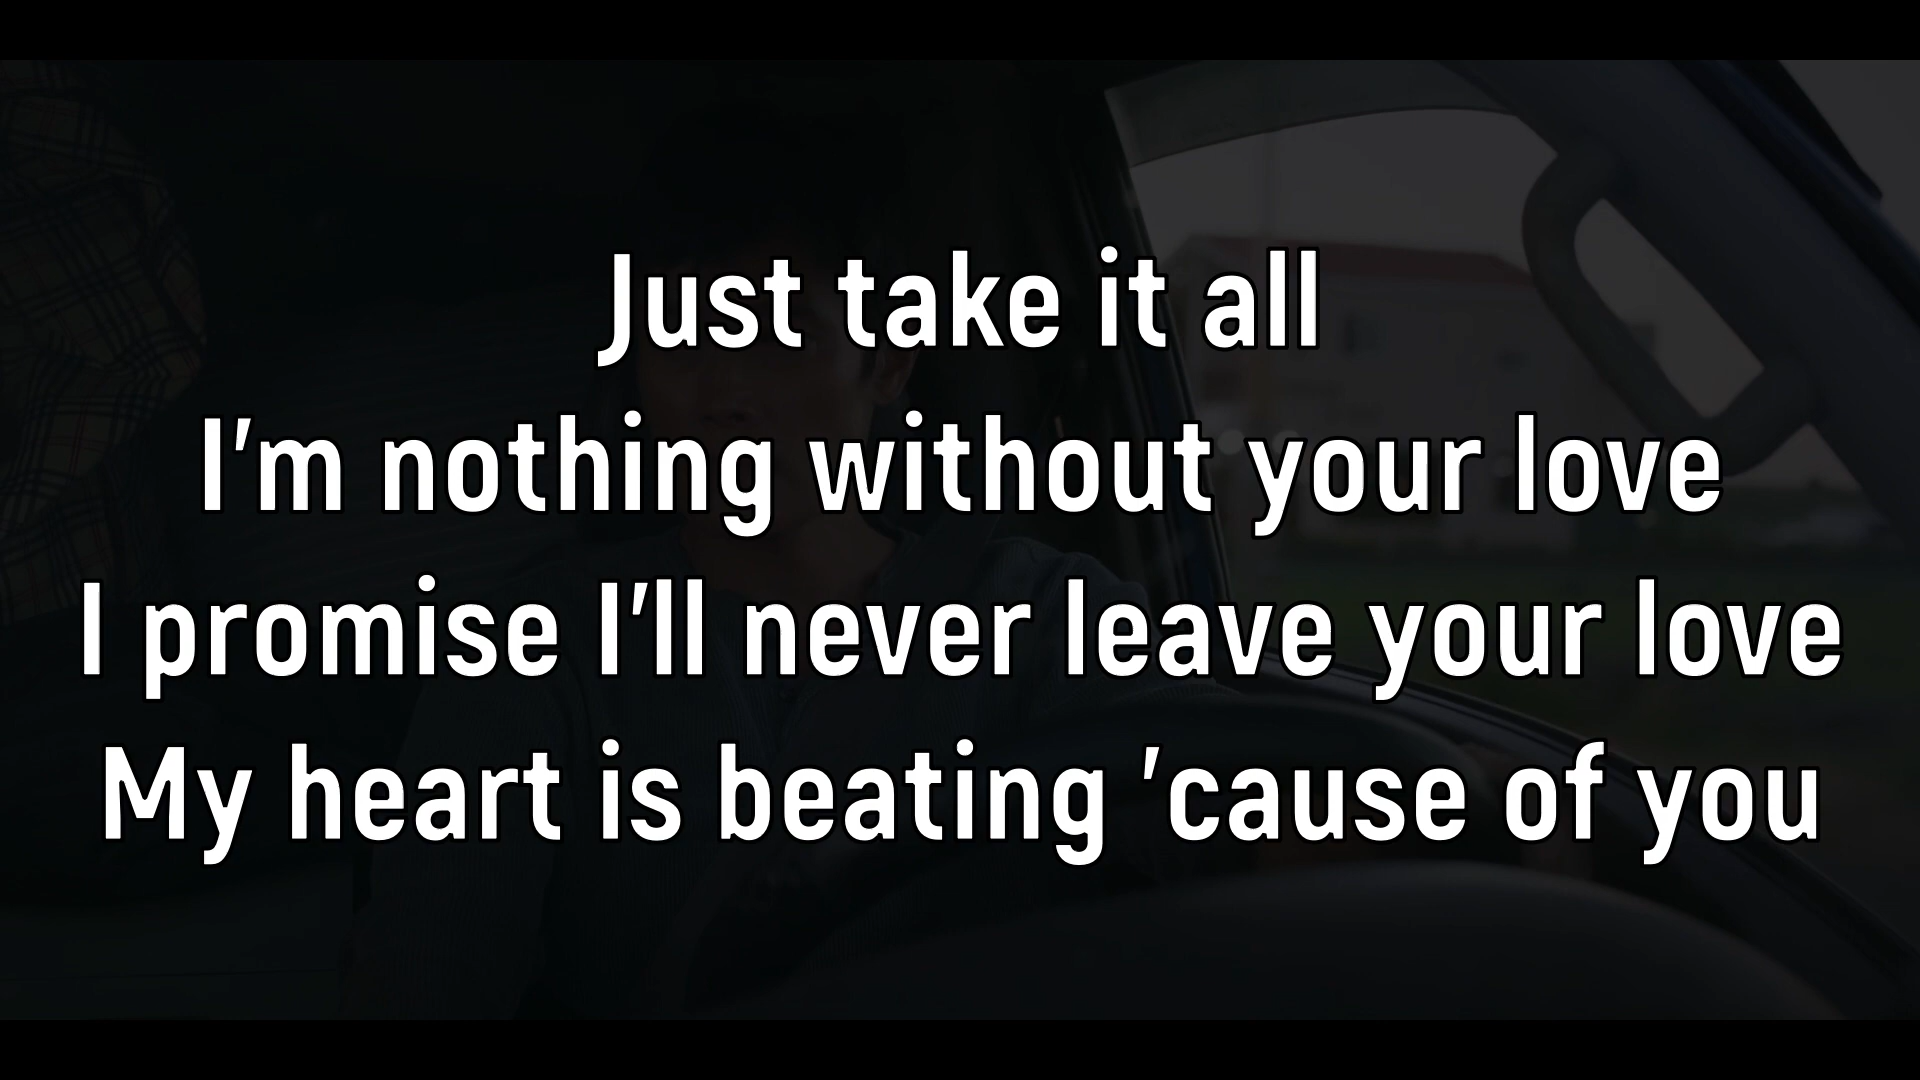 Just take it all
I'm nothing without your love
I promise I'll never leave your love
My heart is beating 'cause of you